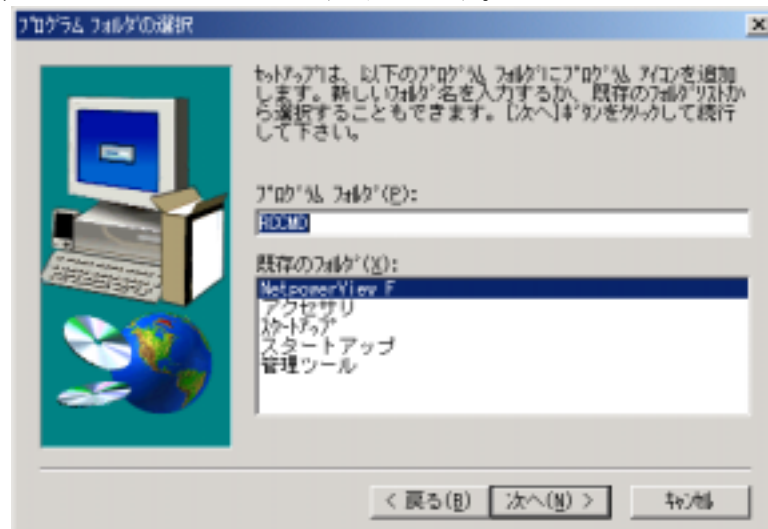 プログラム フォルダの選択
セットアップは、以下のプログラム フォルダにプログラム アイコンを追加
します。新しいフォルダ名を入力するか、既存のフォルダ リストか
ら選択することもできます。[次へ]ボタンをクリックして続行
して下さい。
プログラム フォルダ(P):
RCCMD
既存のフォルダ(X):
NetpowerView F
アクセサリ
スタートアップ
スタートアップ
管理ツール
< 戻る(B)
次へ(N) >
キャンセル